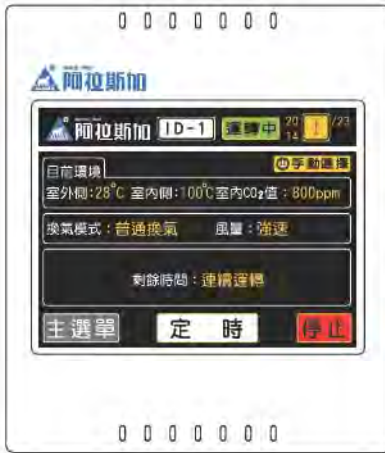 阿拉斯加
阿拉斯加 ID-1 運轉中 20 14 ! /23
目前環境 手動選擇
室外側:28℃ 室內側:100℃ 室內CO₂值:800ppm
換氣模式:普通換氣 風量:強速
剩餘時間:連續運轉
主選單 定 時 停止